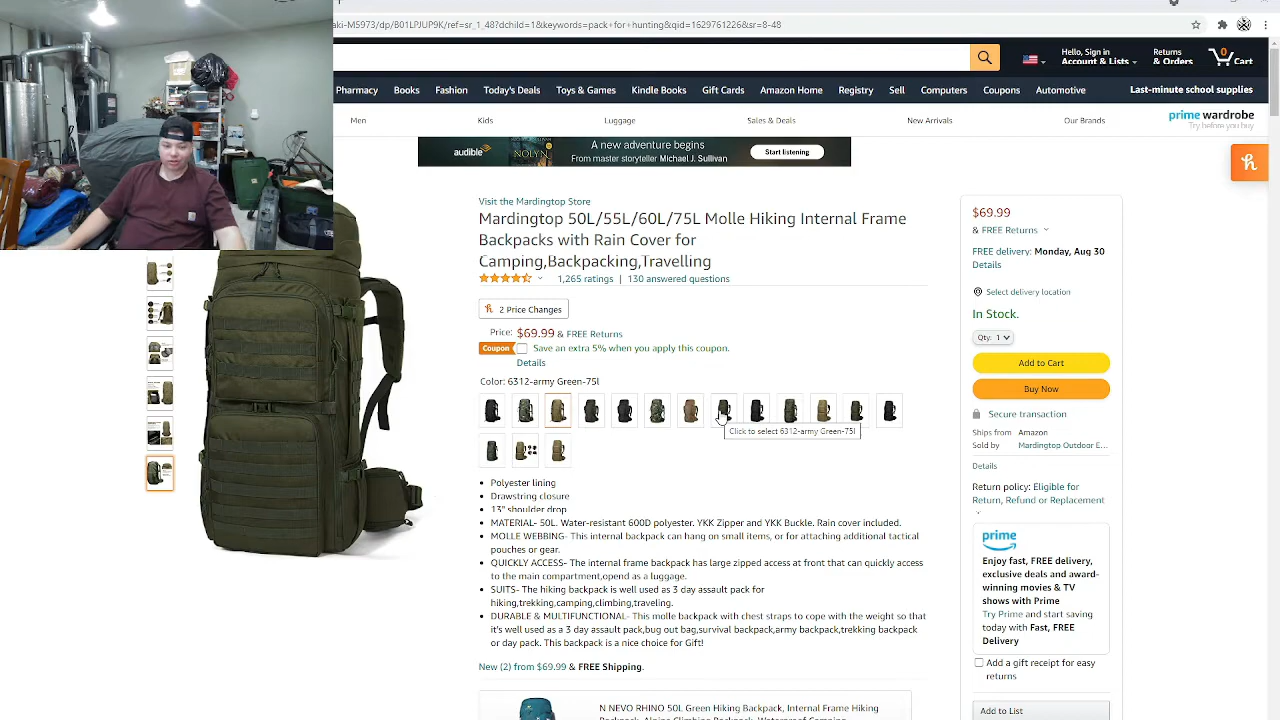 aki-MS973/dp/B01LPJUP9K/ref=sr_1_48?dchild=1&keywords=pack+for+hunting&qid=1629761226&sr=8-48
Hello, Sign in
Account & Lists
Returns
& Orders
0
Cart
Pharmacy Books Fashion Today's Deals Toys & Games Kindle Books Gift Cards Amazon Home Registry Sell Computers Coupons Automotive Last-minute school supplies
Men Kids Luggage Sales & Deals New Arrivals Our Brands
prime wardrobe
Try before you buy
audible
NOLYN
A new adventure begins
From master storyteller Michael J. Sullivan
Start listening
h
Visit the Mardingtop Store
Mardingtop 50L/55L/60L/75L Molle Hiking Internal Frame
Backpacks with Rain Cover for
Camping,Backpacking,Travelling
1,265 ratings | 130 answered questions
h 2 Price Changes
Price: $69.99 & FREE Returns
Coupon Save an extra 5% when you apply this coupon.
Details
Color: 6312-army Green-75l
Click to select 6312-army Green-75l
• Polyester lining
• Drawstring closure
• 13" shoulder drop
• MATERIAL- 50L. Water-resistant 600D polyester. YKK Zipper and YKK Buckle. Rain cover included.
• MOLLE WEBBING- This internal backpack can hang on small items, or for attaching additional tactical
pouches or gear.
• QUICKLY ACCESS- The internal frame backpack has large zipped access at front that can quickly access
to the main compartment,opend as a luggage.
• SUITS- The hiking backpack is well used as 3 day assault pack for
hiking,trekking,camping,climbing,traveling.
• DURABLE & MULTIFUNCTIONAL- This molle backpack with chest straps to cope with the weight so that
it's well used as a 3 day assault pack,bug out bag,survival backpack,army backpack,trekking backpack
or day pack. This backpack is a nice choice for Gift!
New (2) from $69.99 & FREE Shipping.
N NEVO RHINO 50L Green Hiking Backpack, Internal Frame Hiking
Backpack, Alpine Climbing Backpack, Waterproof Camping
$69.99
& FREE Returns
FREE delivery: Monday, Aug 30
Details
Select delivery location
In Stock.
Qty: 1
Add to Cart
Buy Now
Secure transaction
Ships from Amazon
Sold by Mardingtop Outdoor E...
Details
Return policy: Eligible for
Return, Refund or Replacement
prime
Enjoy fast, FREE delivery,
exclusive deals and award-
winning movies & TV
shows with Prime
Try Prime and start saving
today with Fast, FREE
Delivery
Add a gift receipt for easy
returns
Add to List